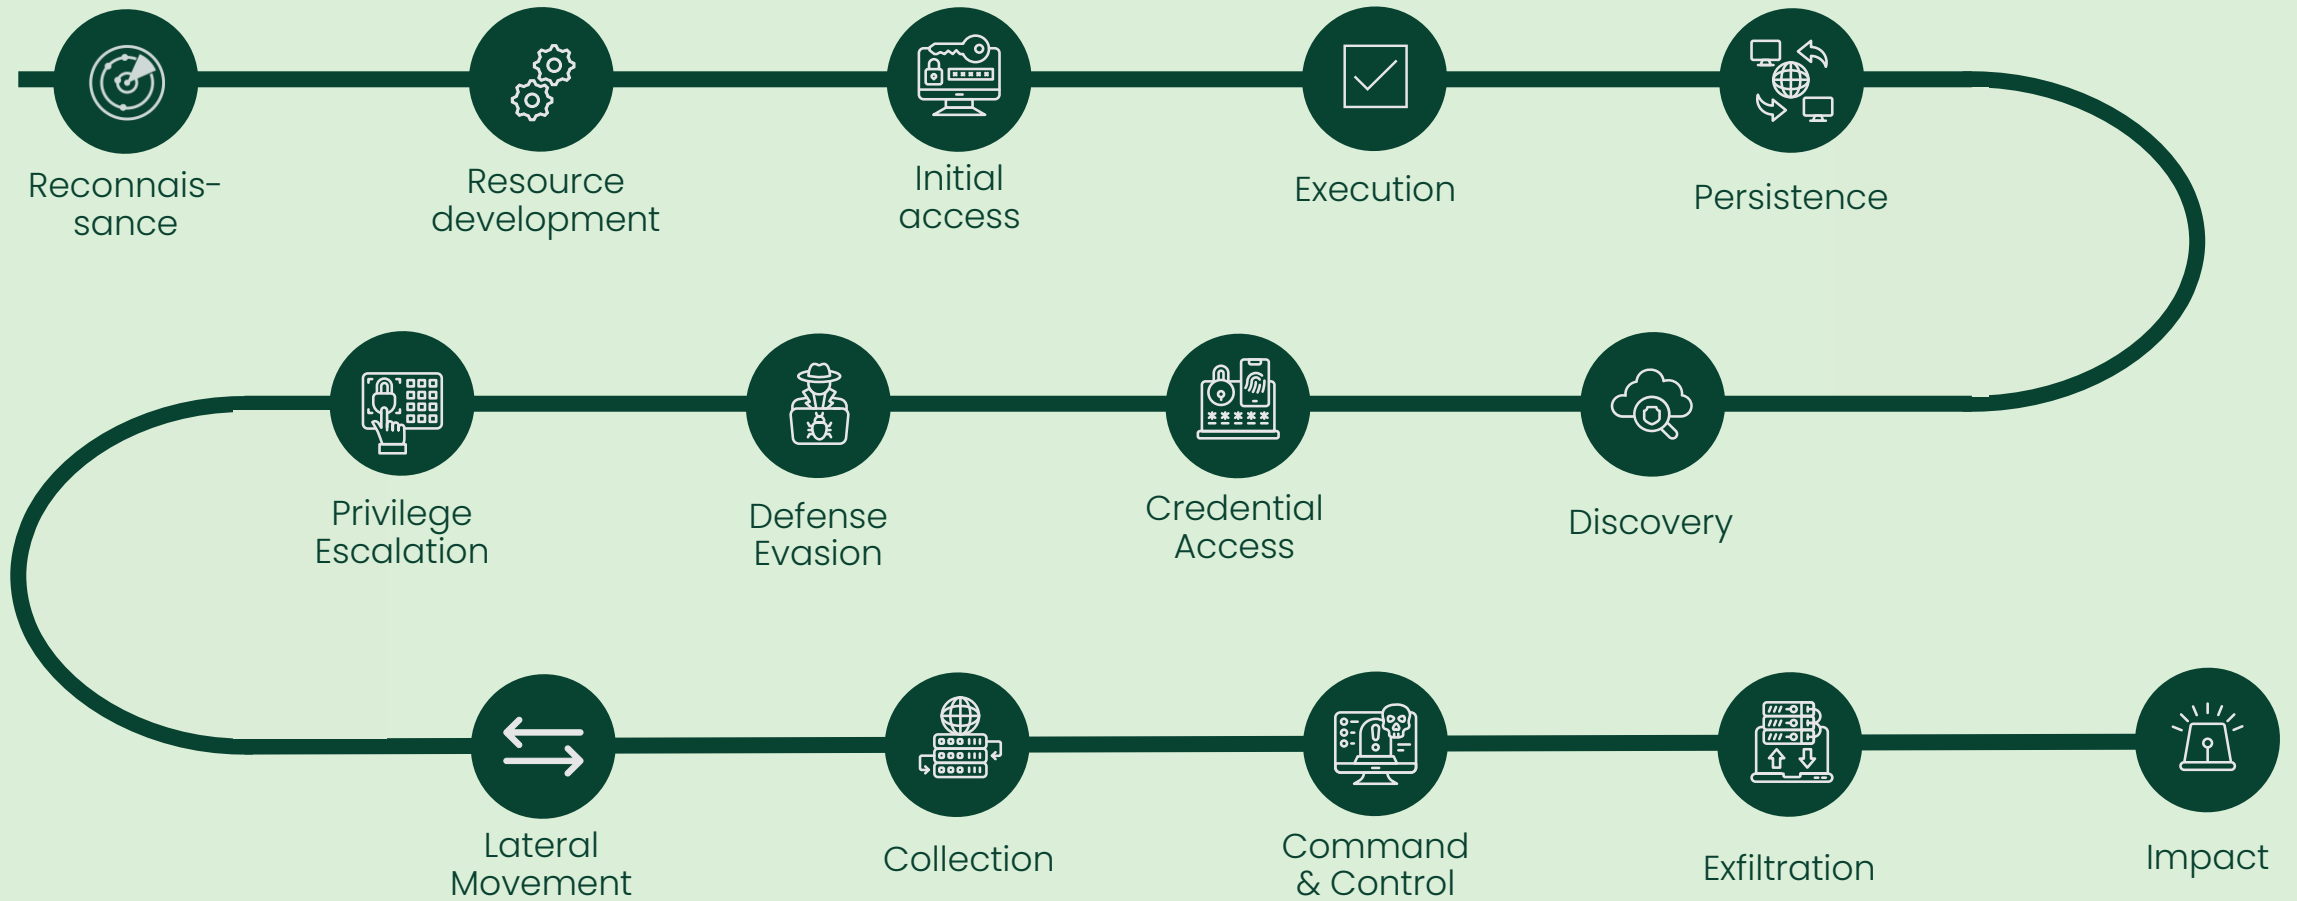 Reconnais-
sance
Resource
development
Initial
access
Execution
Persistence
Privilege
Escalation
Defense
Evasion
Credential
Access
Discovery
Lateral
Movement
Collection
Command
& Control
Exfiltration
Impact